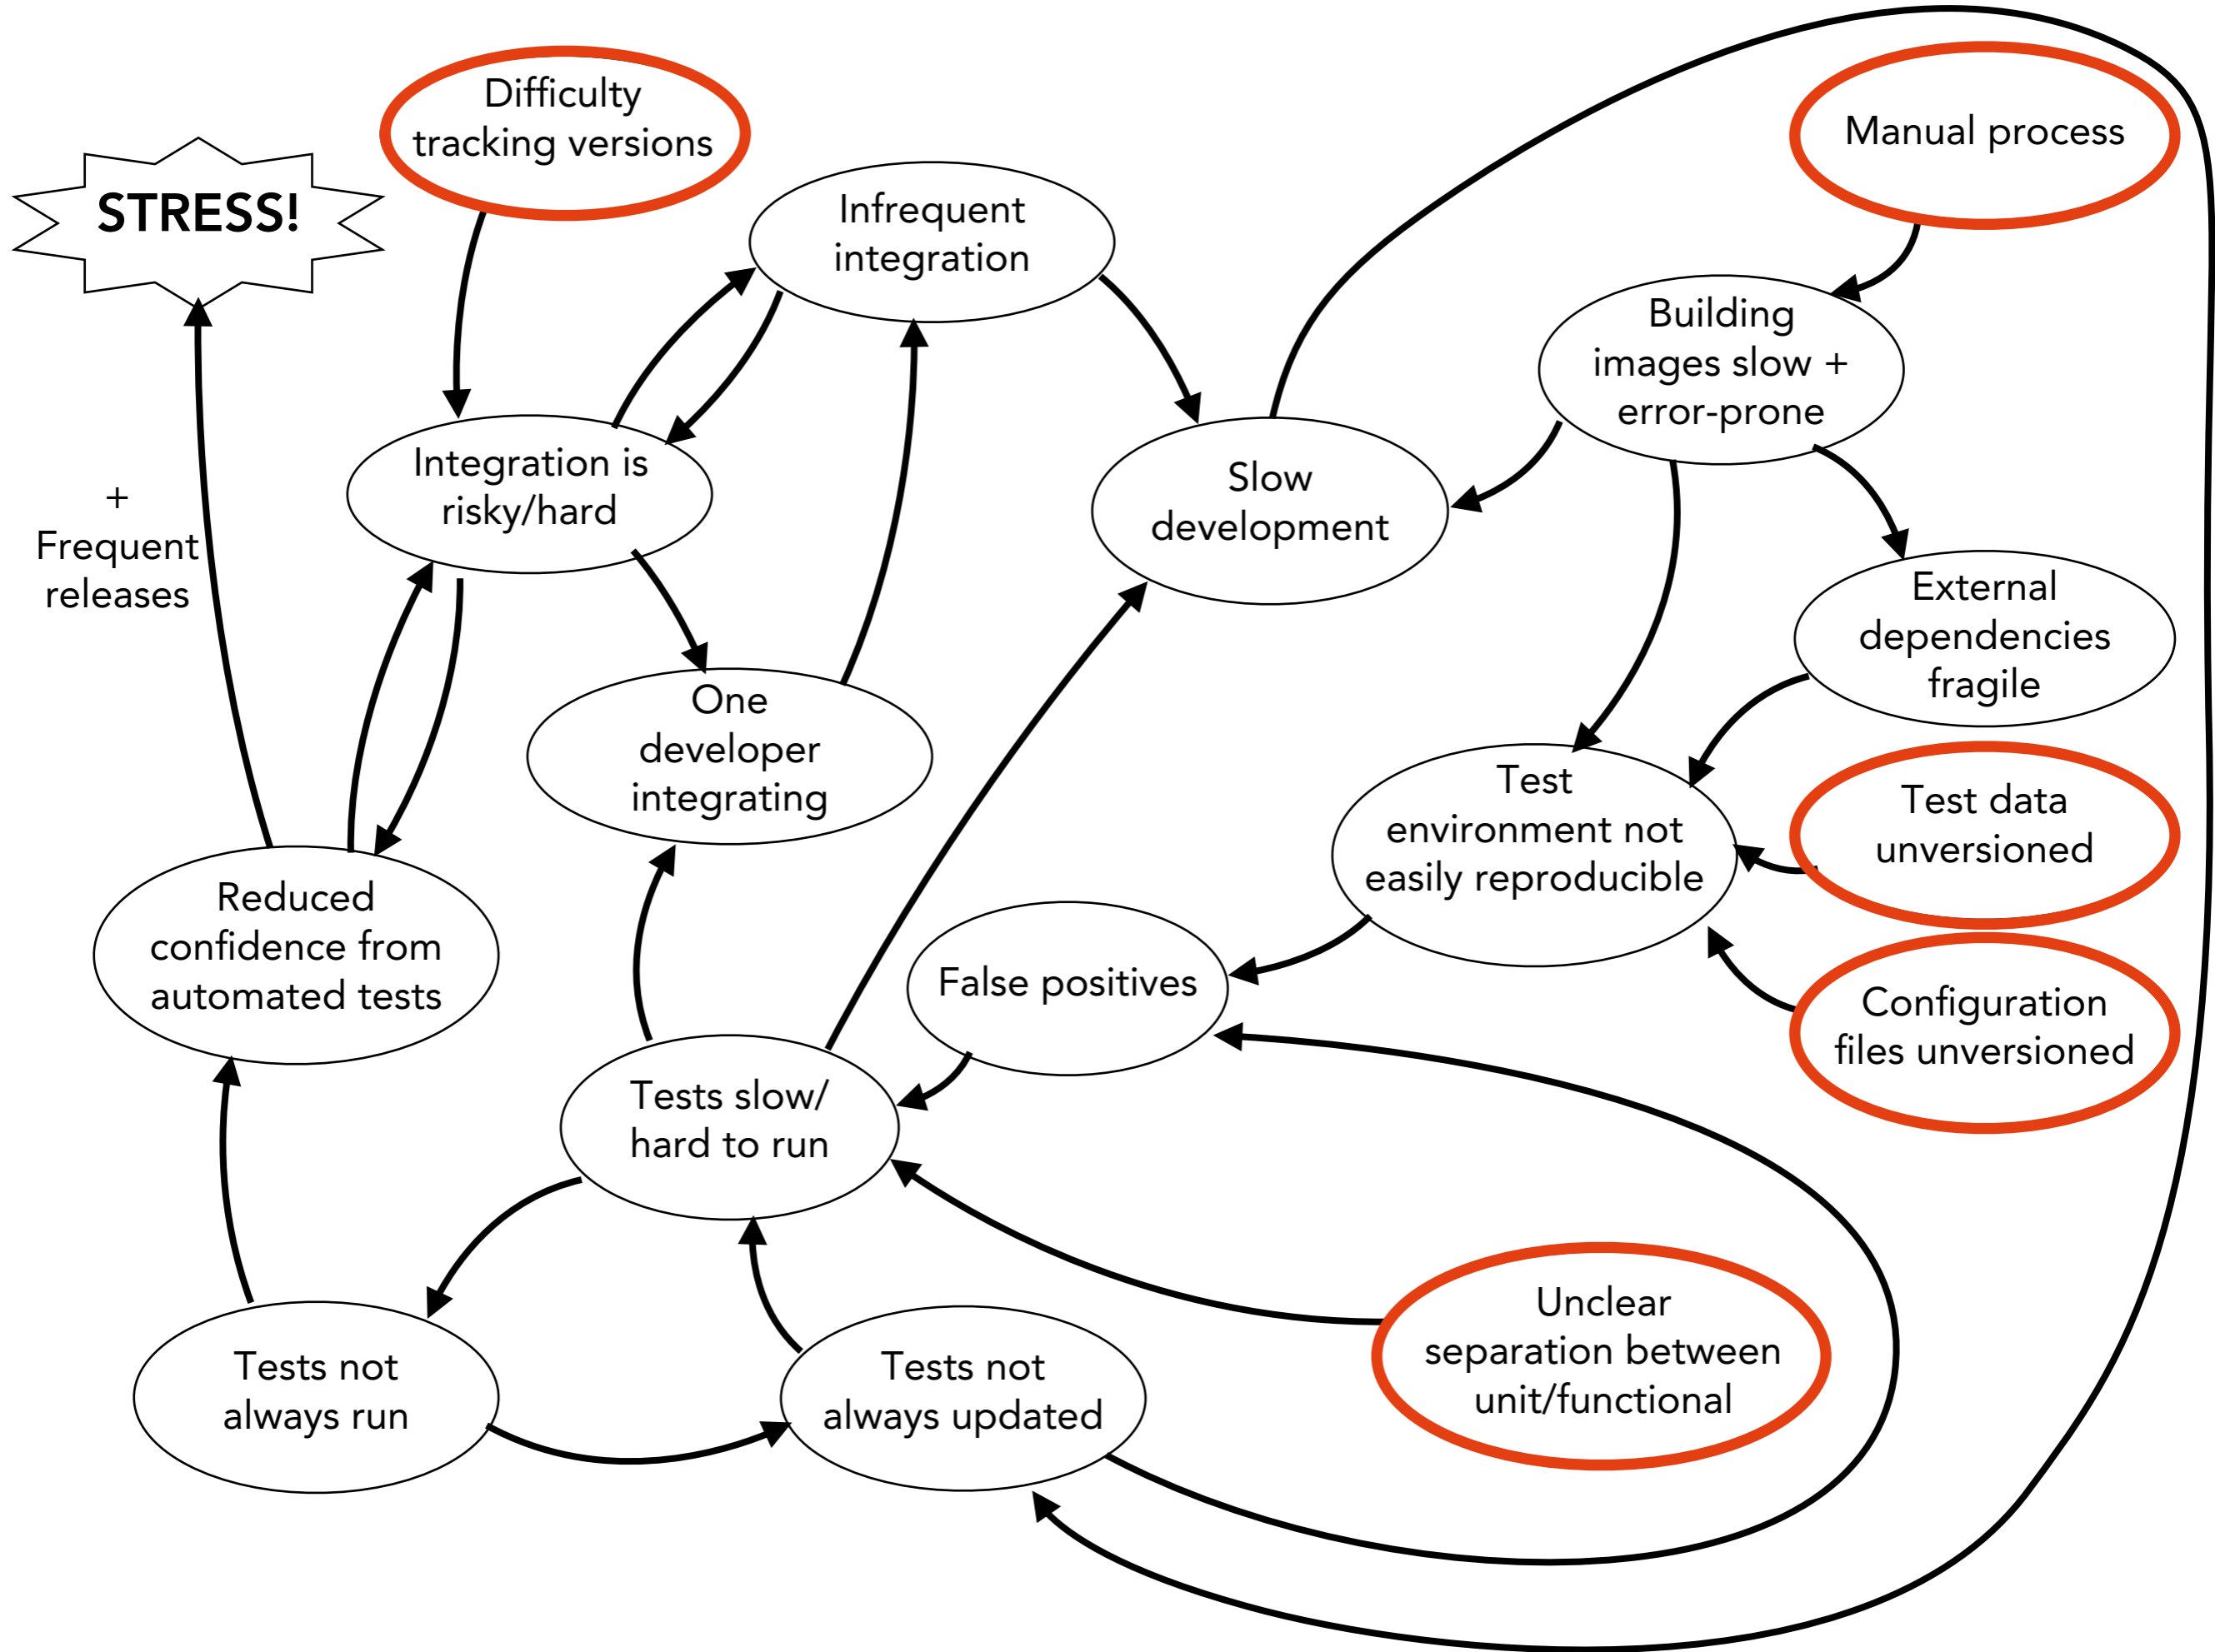 Difficulty
tracking versions
Manual process
STRESS!
Infrequent
integration
Building
images slow +
error-prone
Integration is
risky/hard
Slow
development
+
Frequent
releases
External
dependencies
fragile
One
developer
integrating
Test
environment not
easily reproducible
Test data
unversioned
Reduced
confidence from
automated tests
False positives
Configuration
files unversioned
Tests slow/
hard to run
Unclear
separation between
unit/functional
Tests not
always run
Tests not
always updated